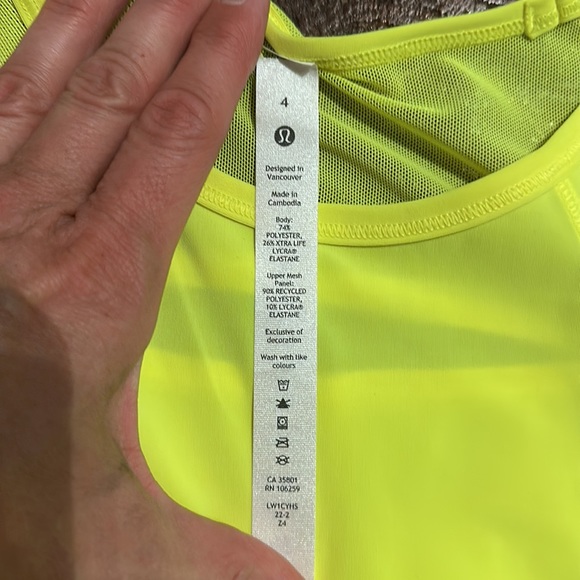 4
Designed in
Vancouver
Made in
Cambodia
Body:
74%
POLYESTER,
26% XTRA LIFE
LYCRA®
ELASTANE
Upper Mesh
Panel:
90% RECYCLED
POLYESTER,
10% LYCRA®
ELASTANE
Exclusive of
decoration
Wash with like
colours
CA 35801
RN 106259
LW1CYHS
22-2
Z4